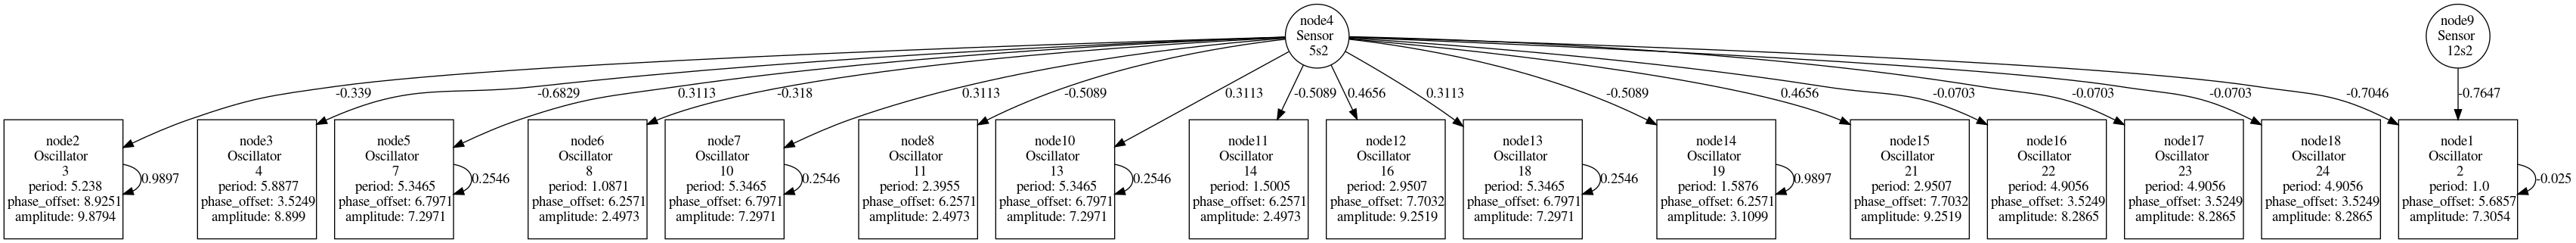 node4
Sensor
5s2
node9
Sensor
12s2
-0.339
-0.6829
0.3113
-0.318
0.3113
-0.5089
0.3113
-0.5089
0.4656
0.3113
-0.5089
0.4656
-0.0703
-0.0703
-0.0703
-0.7046
-0.7647
node2
Oscillator
3
period: 5.238
phase_offset: 8.9251
amplitude: 9.8794
0.9897
node3
Oscillator
4
period: 5.8877
phase_offset: 3.5249
amplitude: 8.899
node5
Oscillator
7
period: 5.3465
phase_offset: 6.7971
amplitude: 7.2971
0.2546
node6
Oscillator
8
period: 1.0871
phase_offset: 6.2571
amplitude: 2.4973
node7
Oscillator
10
period: 5.3465
phase_offset: 6.7971
amplitude: 7.2971
0.2546
node8
Oscillator
11
period: 2.3955
phase_offset: 6.2571
amplitude: 2.4973
node10
Oscillator
13
period: 5.3465
phase_offset: 6.7971
amplitude: 7.2971
0.2546
node11
Oscillator
14
period: 1.5005
phase_offset: 6.2571
amplitude: 2.4973
node12
Oscillator
16
period: 2.9507
phase_offset: 7.7032
amplitude: 9.2519
node13
Oscillator
18
period: 5.3465
phase_offset: 6.7971
amplitude: 7.2971
0.2546
node14
Oscillator
19
period: 1.5876
phase_offset: 6.2571
amplitude: 3.1099
0.9897
node15
Oscillator
21
period: 2.9507
phase_offset: 7.7032
amplitude: 9.2519
node16
Oscillator
22
period: 4.9056
phase_offset: 3.5249
amplitude: 8.2865
node17
Oscillator
23
period: 4.9056
phase_offset: 3.5249
amplitude: 8.2865
node18
Oscillator
24
period: 4.9056
phase_offset: 3.5249
amplitude: 8.2865
node1
Oscillator
2
period: 1.0
phase_offset: 5.6857
amplitude: 7.3054
-0.025